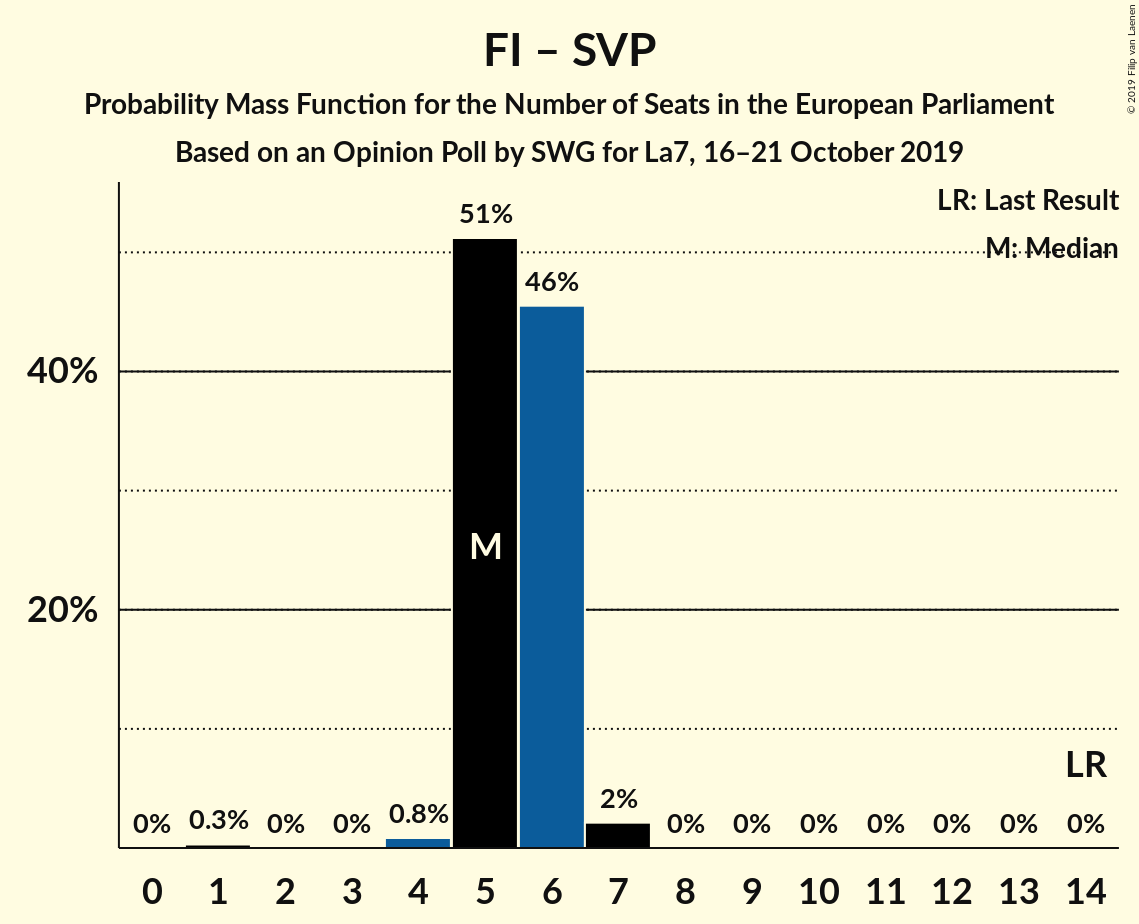 FI – SVP
Probability Mass Function for the Number of Seats in the European Parliament
Based on an Opinion Poll by SWG for La7, 16–21 October 2019
© 2019 Filip van Laenen
LR: Last Result
M: Median
51%
46%
40%
M
20%
LR
0% 0.3% 0% 0% 0.8% 2% 0% 0% 0% 0% 0% 0% 0%
0 1 2 3 4 5 6 7 8 9 10 11 12 13 14